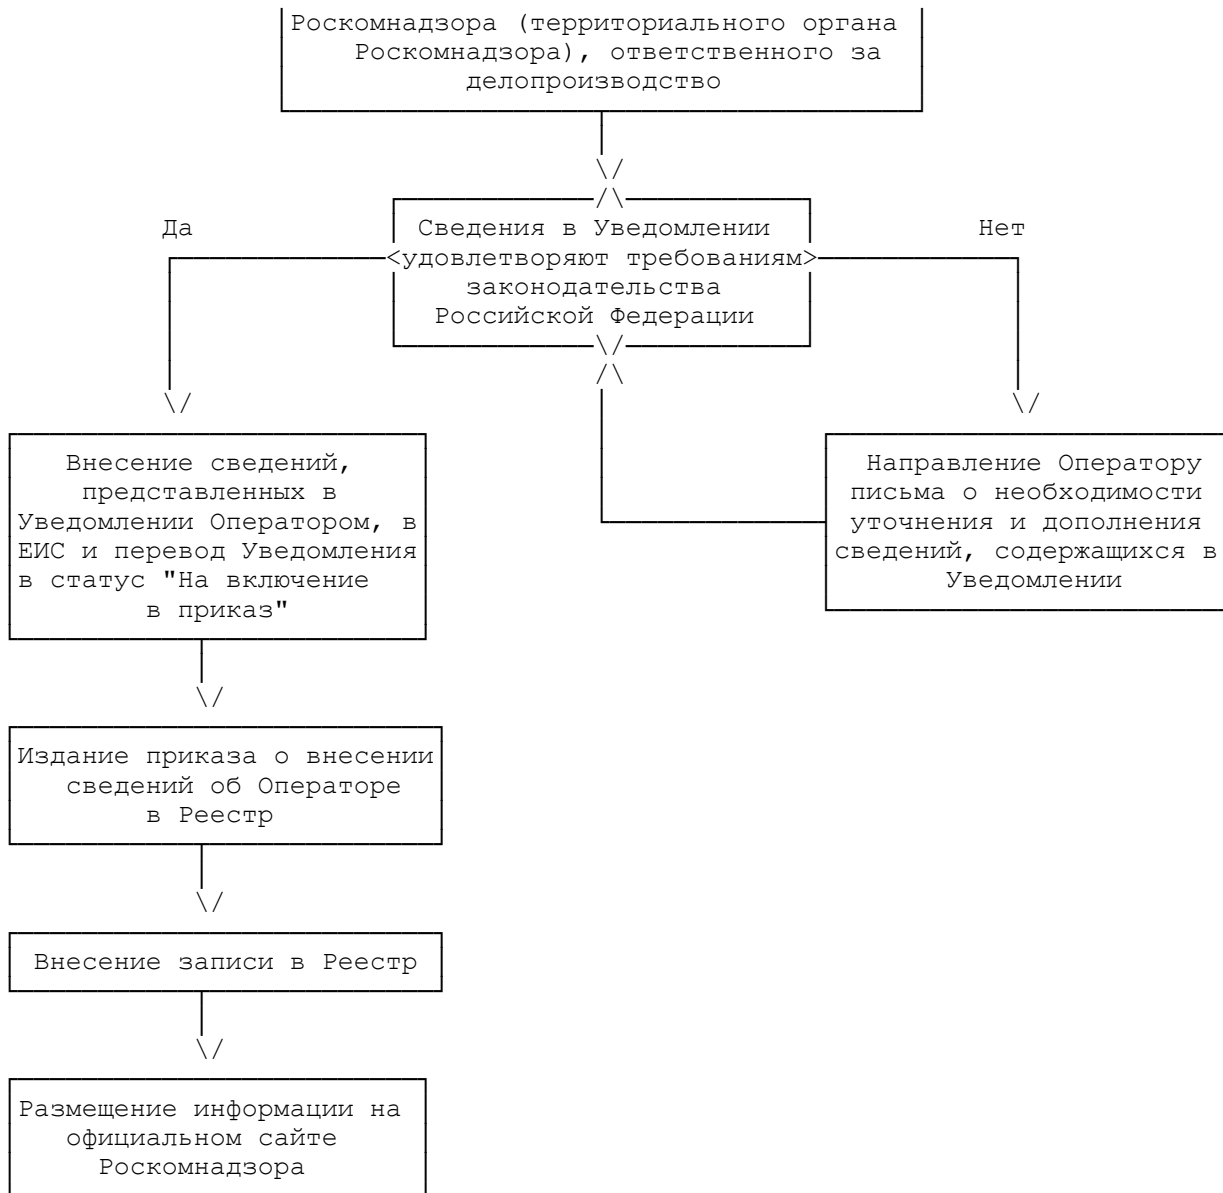 Роскомнадзора (территориального органа
Роскомнадзора), ответственного за
делопроизводство
Да
Сведения в Уведомлении
Нет
<удовлетворяют требованиям>
законодательства
Российской Федерации
Внесение сведений,
представленных в
Уведомлении Оператором, в
ЕИС и перевод Уведомления
в статус "На включение
в приказ"
Направление Оператору
письма о необходимости
уточнения и дополнения
сведений, содержащихся в
Уведомлении
Издание приказа о внесении
сведений об Операторе
в Реестр
Внесение записи в Реестр
Размещение информации на
официальном сайте
Роскомнадзора